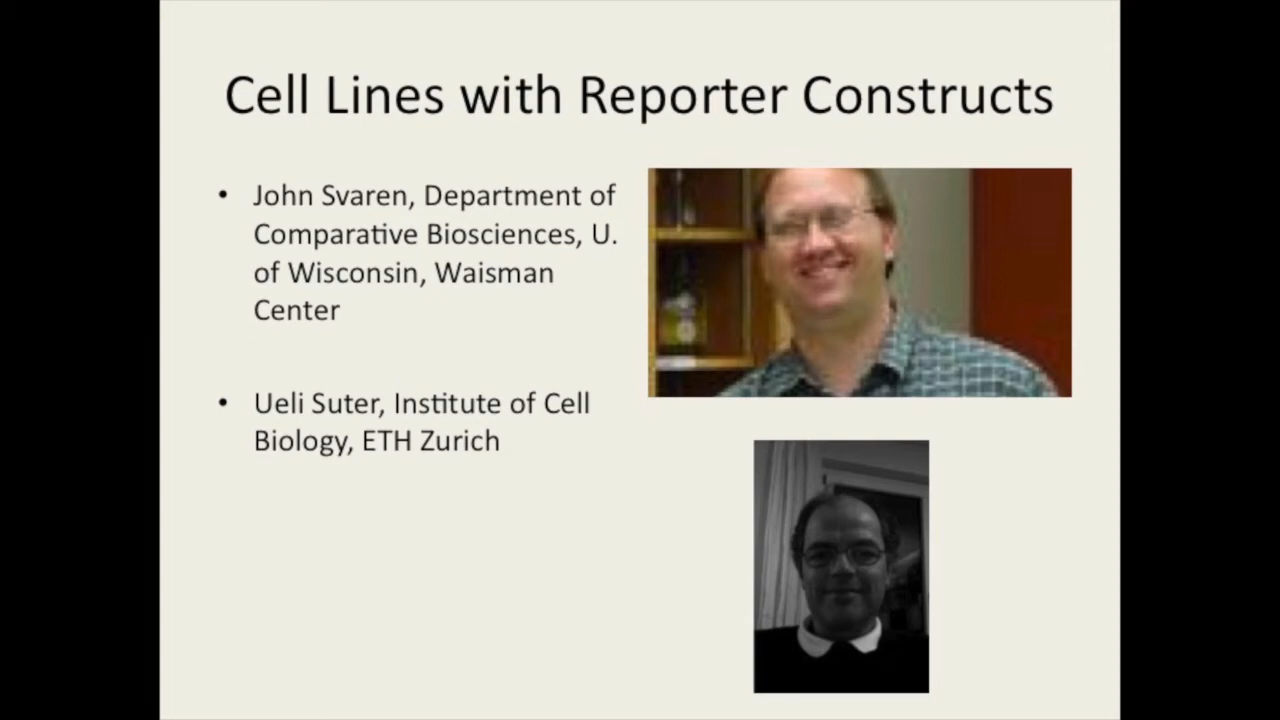 Cell Lines with Reporter Constructs
• John Svaren, Department of
Comparative Biosciences, U.
of Wisconsin, Waisman
Center
• Ueli Suter, Institute of Cell
Biology, ETH Zurich